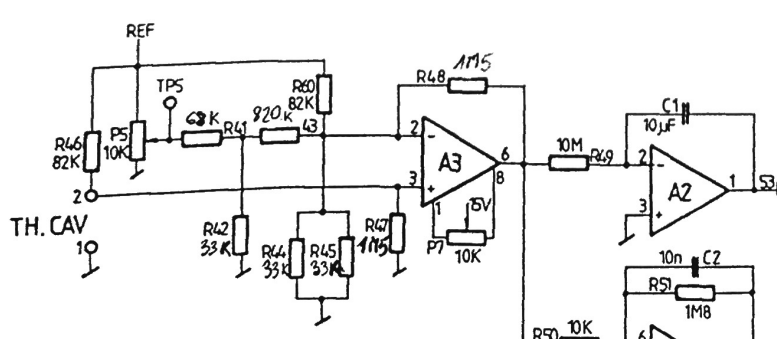 REF
TP5
R46
82K
P5
10K
68K
R41
820K
43
R60
82K
R48
1M5
2
-
A3
6
3
+
1
8
15V
P7
10K
2
TH. CAV
1
R42
33K
R44
33K
R45
33K
R47
1M5
10M
R49
C1
10µF
2
-
A2
1
3
+
10n
C2
R51
1M8
R50
10K
6